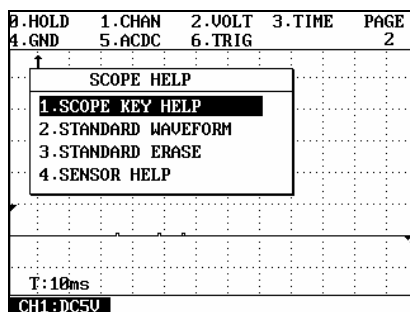 0.HOLD 1.CHAN 2.VOLT 3.TIME PAGE
4.GND 5.ACDC 6.TRIG 2
SCOPE HELP
1.SCOPE KEY HELP
2.STANDARD WAVEFORM
3.STANDARD ERASE
4.SENSOR HELP
T:10ms
CH1:DC5V